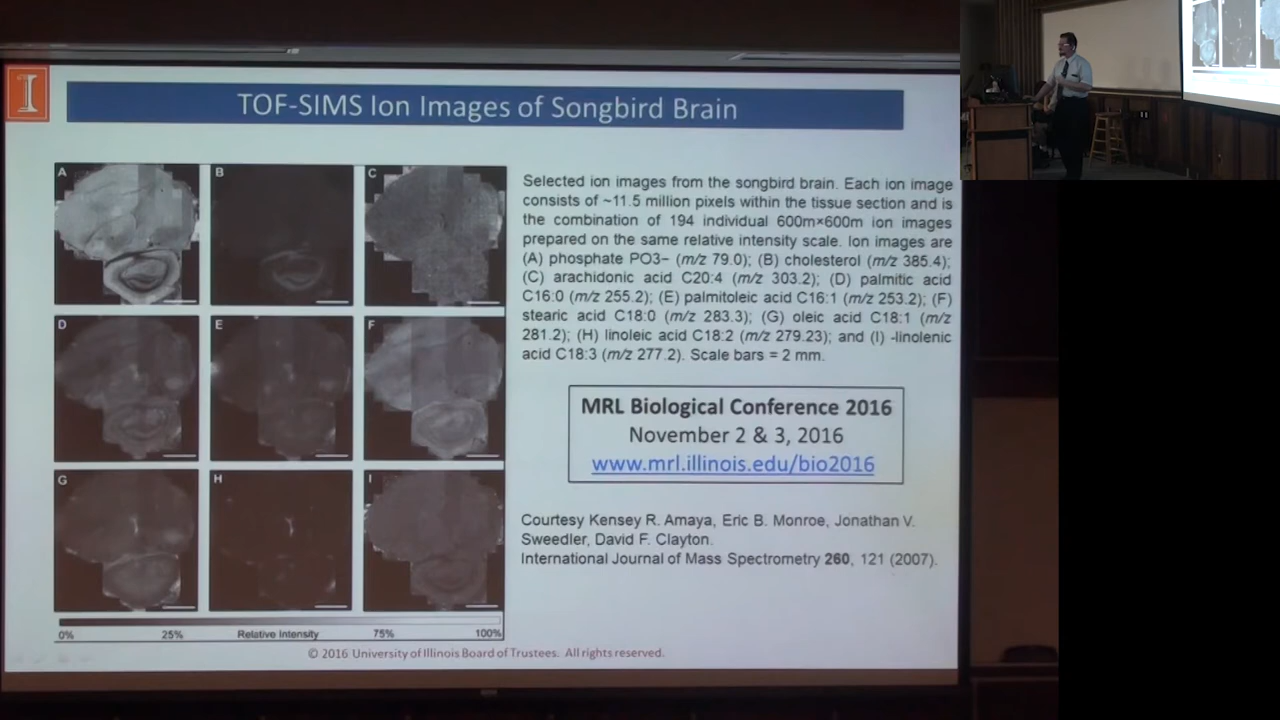 I
TOF-SIMS Ion Images of Songbird Brain
A
B
C
D
E
F
G
H
I
0%
25%
Relative Intensity
75%
100%
Selected ion images from the songbird brain. Each ion image
consists of ~11.5 million pixels within the tissue section and is
the combination of 194 individual 600m×600m ion images
prepared on the same relative intensity scale. Ion images are
(A) phosphate PO3− (m/z 79.0); (B) cholesterol (m/z 385.4);
(C) arachidonic acid C20:4 (m/z 303.2); (D) palmitic acid
C16:0 (m/z 255.2); (E) palmitoleic acid C16:1 (m/z 253.2); (F)
stearic acid C18:0 (m/z 283.3); (G) oleic acid C18:1 (m/z
281.2); (H) linoleic acid C18:2 (m/z 279.23); and (I) -linolenic
acid C18:3 (m/z 277.2). Scale bars = 2 mm.
MRL Biological Conference 2016
November 2 & 3, 2016
www.mrl.illinois.edu/bio2016
Courtesy Kensey R. Amaya, Eric B. Monroe, Jonathan V.
Sweedler, David F. Clayton.
International Journal of Mass Spectrometry 260, 121 (2007).
© 2016 University of Illinois Board of Trustees. All rights reserved.